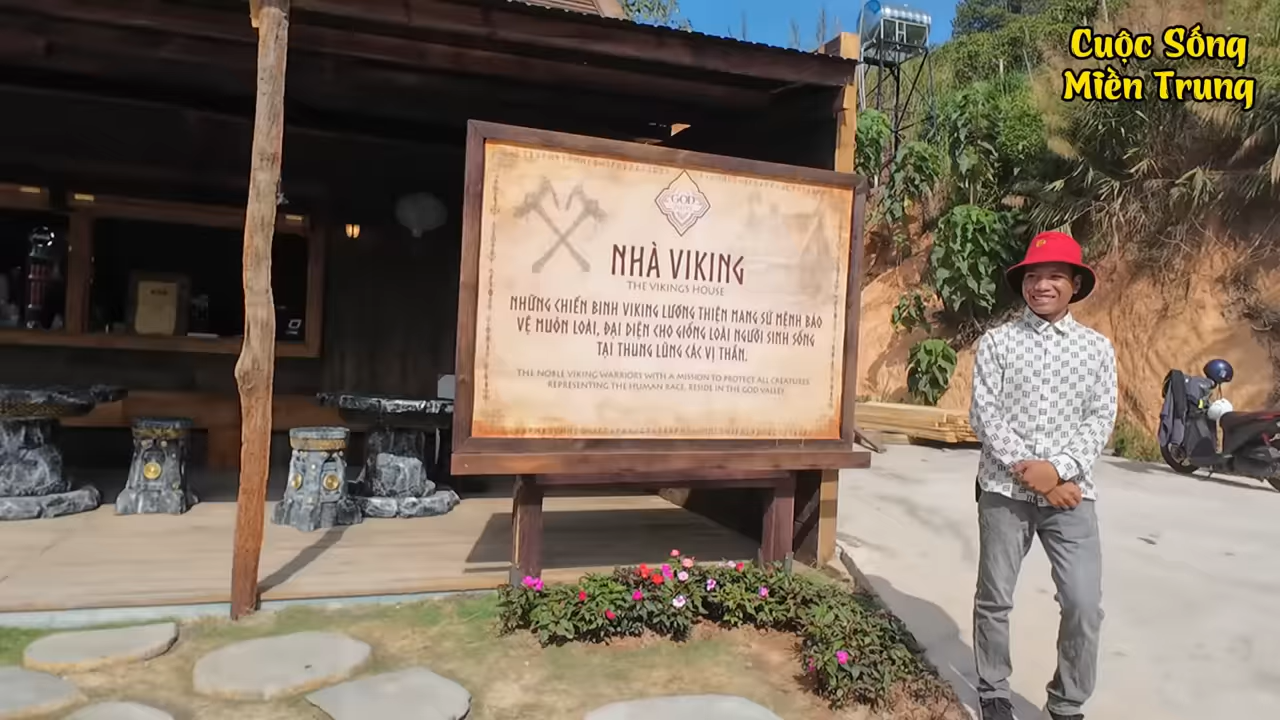 Cuộc Sống
Miền Trung
GOD
NHÀ VIKING
THE VIKINGS HOUSE
NHỮNG CHIẾN BINH VIKING LƯƠNG THIỆN MANG SỨ MỆNH BẢO
VỆ MUÔN LOÀI, ĐẠI DIỆN CHO GIỐNG LOÀI NGƯỜI SINH SỐNG
TẠI THUNG LŨNG CÁC VỊ THẦN.
THE NOBLE VIKING WARRIORS WITH A MISSION TO PROTECT ALL CREATURES
REPRESENTING THE HUMAN RACE, RESIDE IN THE GOD VALLEY